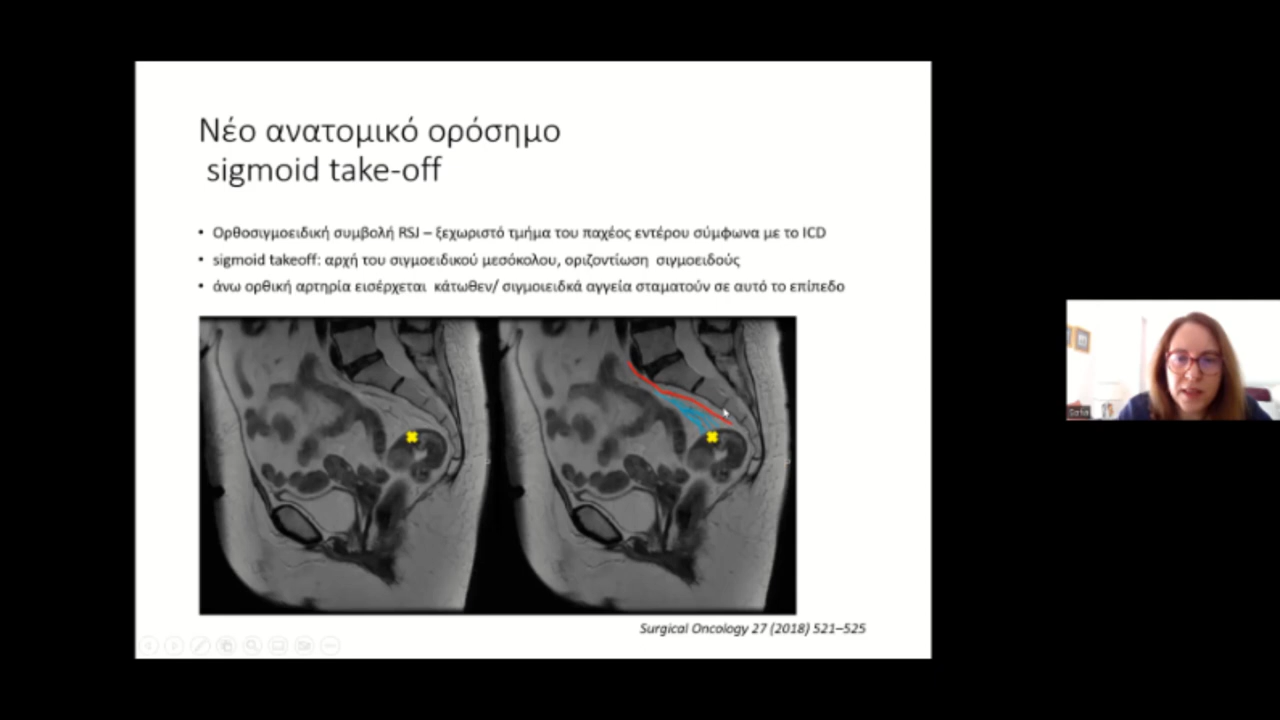 Νέο ανατομικό ορόσημο
sigmoid take-off
• Ορθοσιγμοειδική συμβολή RSJ – ξεχωριστό τμήμα του παχέος εντέρου σύμφωνα με το ICD
• sigmoid takeoff: αρχή του σιγμοειδικού μεσόκολου, οριζοντίωση σιγμοειδούς
• άνω ορθική αρτηρία εισέρχεται κάτωθεν/ σιγμοιειδκά αγγεία σταματούν σε αυτό το επίπεδο
Surgical Oncology 27 (2018) 521–525